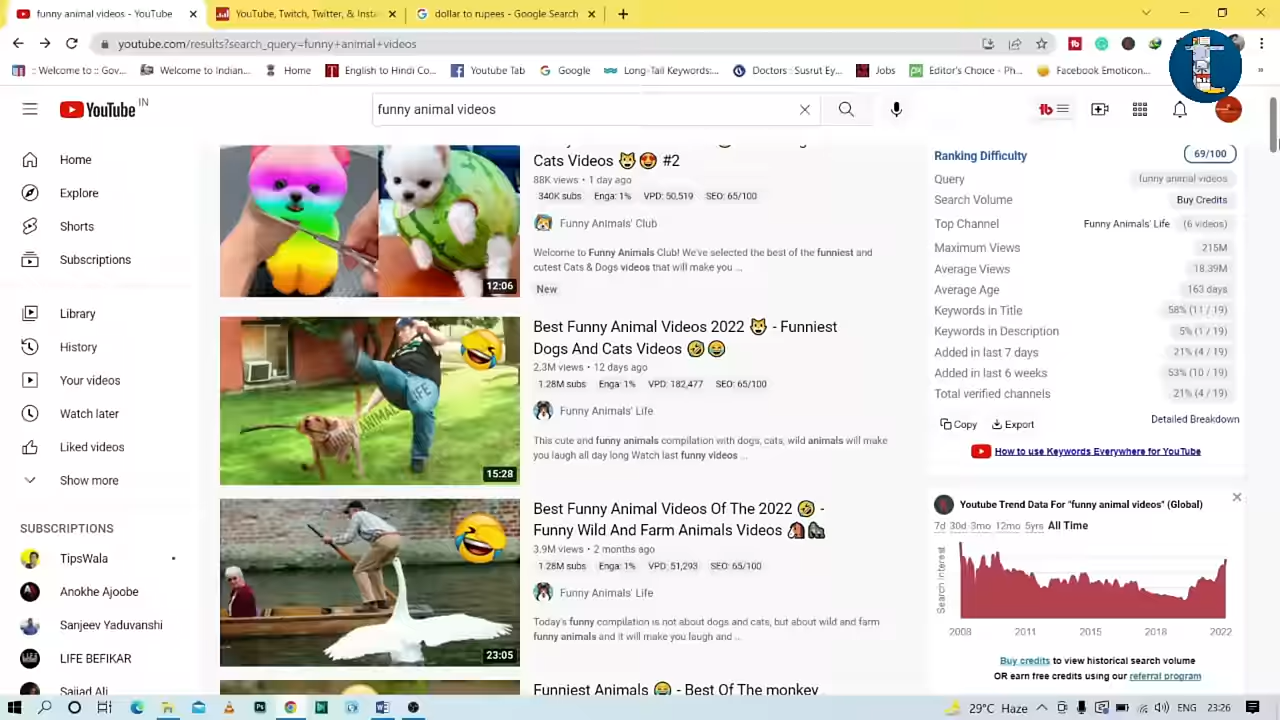 funny animal videos - YouTube
YouTube, Twitch, Twitter, & Insta
dollar to rupees - Google Search
youtube.com/results?search_query=funny+animal+videos
:: Welcome to :: Gov...
Welcome to Indian...
Home
English to Hindi Co...
Youtube Tab
Google
Long-Tail Keywords:...
Doctors - Susrut Ey...
Jobs
Editor's Choice - Ph...
Facebook Emoticon...
YouTube IN
funny animal videos
Home
Explore
Shorts
Subscriptions
Library
History
Your videos
Watch later
Liked videos
Show more
SUBSCRIPTIONS
TipsWala
Anokhe Ajoobe
Sanjeev Yaduvanshi
LIFE BEFIKAR
Sajjad Ali
12:06
Cats Videos 😺😍 #2
88K views • 1 day ago
340K subs Enga: 1% VPD: 50,519 SEO: 65/100
Funny Animals' Club
Welcome to Funny Animals Club! We've selected the best of the funniest and
cutest Cats & Dogs videos that will make you ...
New
ANIMALS LIFE
15:28
Best Funny Animal Videos 2022 😺 - Funniest
Dogs And Cats Videos 🤣😂
2.3M views • 12 days ago
1.28M subs Enga: 1% VPD: 182,477 SEO: 65/100
Funny Animals' Life
This cute and funny animals compilation with dogs, cats, wild animals will make
you laugh all day long Watch last funny videos ...
23:05
Best Funny Animal Videos Of The 2022 🤣 -
Funny Wild And Farm Animals Videos 🐴🦍
3.9M views • 2 months ago
1.28M subs Enga: 1% VPD: 51,293 SEO: 65/100
Funny Animals' Life
Today's funny compilation is not about dogs and cats, but about wild and farm
funny animals and it will make you laugh and ...
Funniest Animals 😂 - Best Of The monkey
Ranking Difficulty 69/100
Query funny animal videos
Search Volume Buy Credits
Top Channel Funny Animals' Life (6 videos)
Maximum Views 215M
Average Views 18.39M
Average Age 163 days
Keywords in Title 58% (11 / 19)
Keywords in Description 5% (1 / 19)
Added in last 7 days 21% (4 / 19)
Added in last 6 weeks 53% (10 / 19)
Total verified channels 21% (4 / 19)
Copy Export Detailed Breakdown
How to use Keywords Everywhere for YouTube
Youtube Trend Data For "funny animal videos" (Global)
7d 30d 3mo 12mo 5yrs All Time
Search Interest
2008 2011 2015 2018 2022
Buy credits to view historical search volume
OR earn free credits using our referral program
29°C Haze ENG 23:26